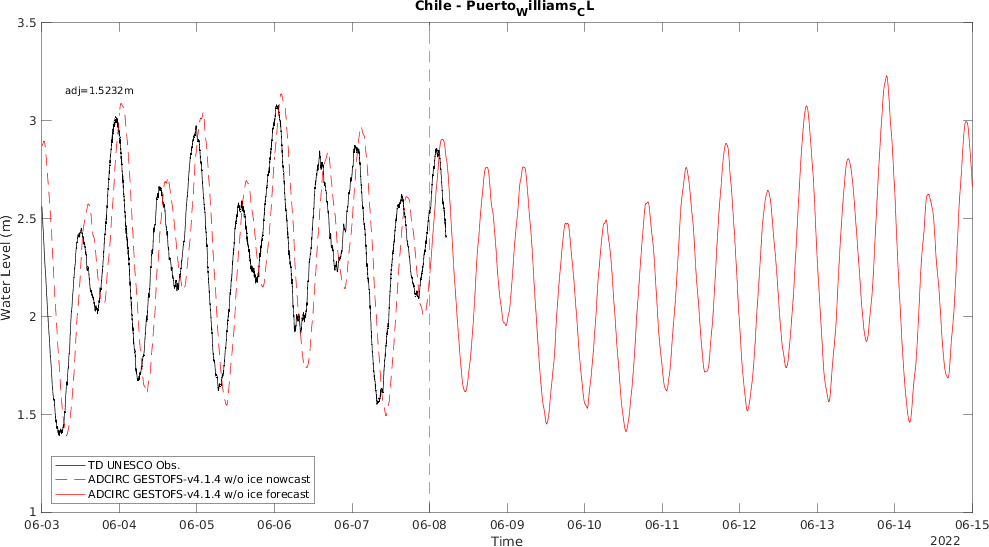 Chile - PuertoWilliamsCL
3.5
adj=1.5232m
3
2.5
2
1.5
1
Water Level (m)
TD UNESCO Obs.
ADCIRC GESTOFS-v4.1.4 w/o ice nowcast
ADCIRC GESTOFS-v4.1.4 w/o ice forecast
06-03 06-04 06-05 06-06 06-07 06-08 06-09 06-10 06-11 06-12 06-13 06-14 06-15
Time
2022